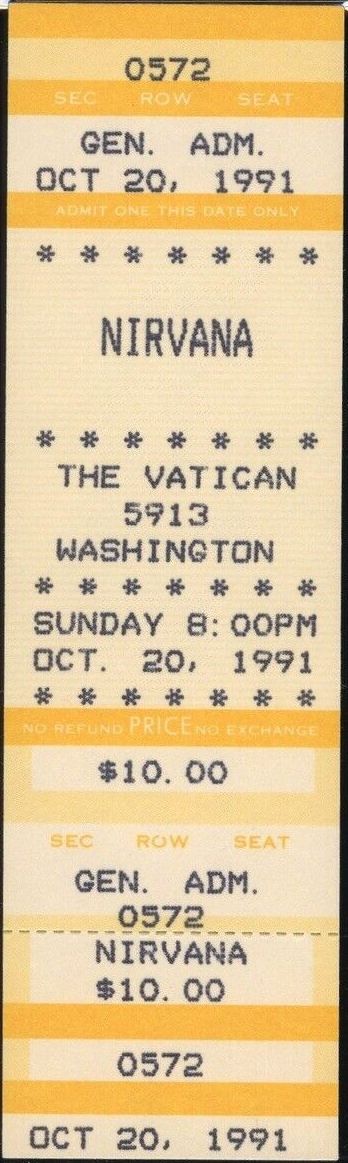 0572
SEC ROW SEAT
GEN. ADM.
OCT 20, 1991
ADMIT ONE THIS DATE ONLY
* * * * * * *
NIRVANA
* * * * * * *
THE VATICAN
5913
WASHINGTON
* * * * * * *
SUNDAY 8:00PM
OCT. 20, 1991
* * * * * * *
NO REFUND PRICE NO EXCHANGE
$10.00
SEC ROW SEAT
GEN. ADM.
0572
NIRVANA
$10.00
0572
OCT 20, 1991